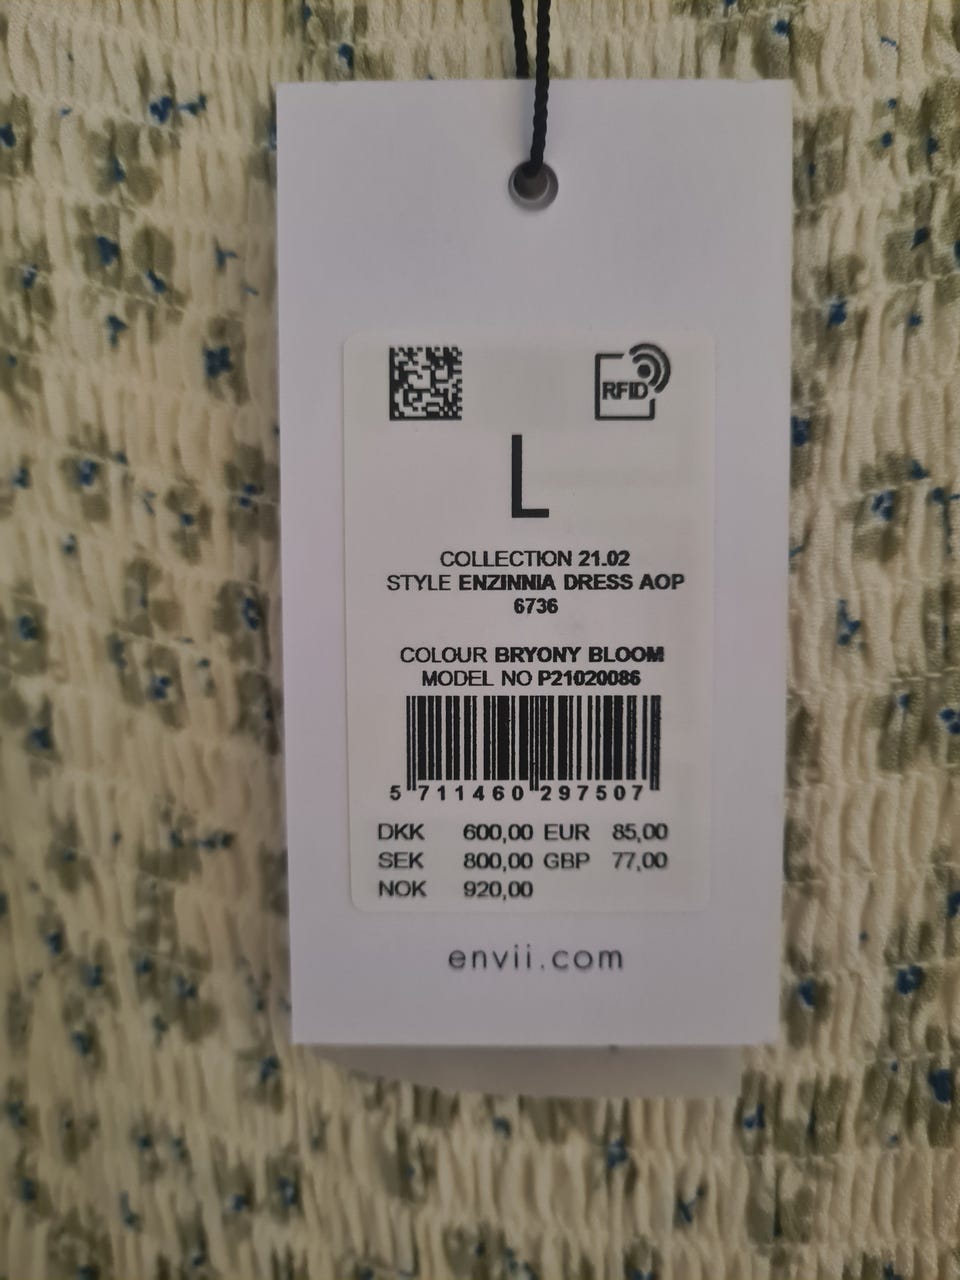 RFID
L
COLLECTION 21.02
STYLE ENZINNIA DRESS AOP
6736
COLOUR BRYONY BLOOM
MODEL NO P21020086
5 711460 297507
DKK 600,00 EUR 85,00
SEK 800,00 GBP 77,00
NOK 920,00
envii.com